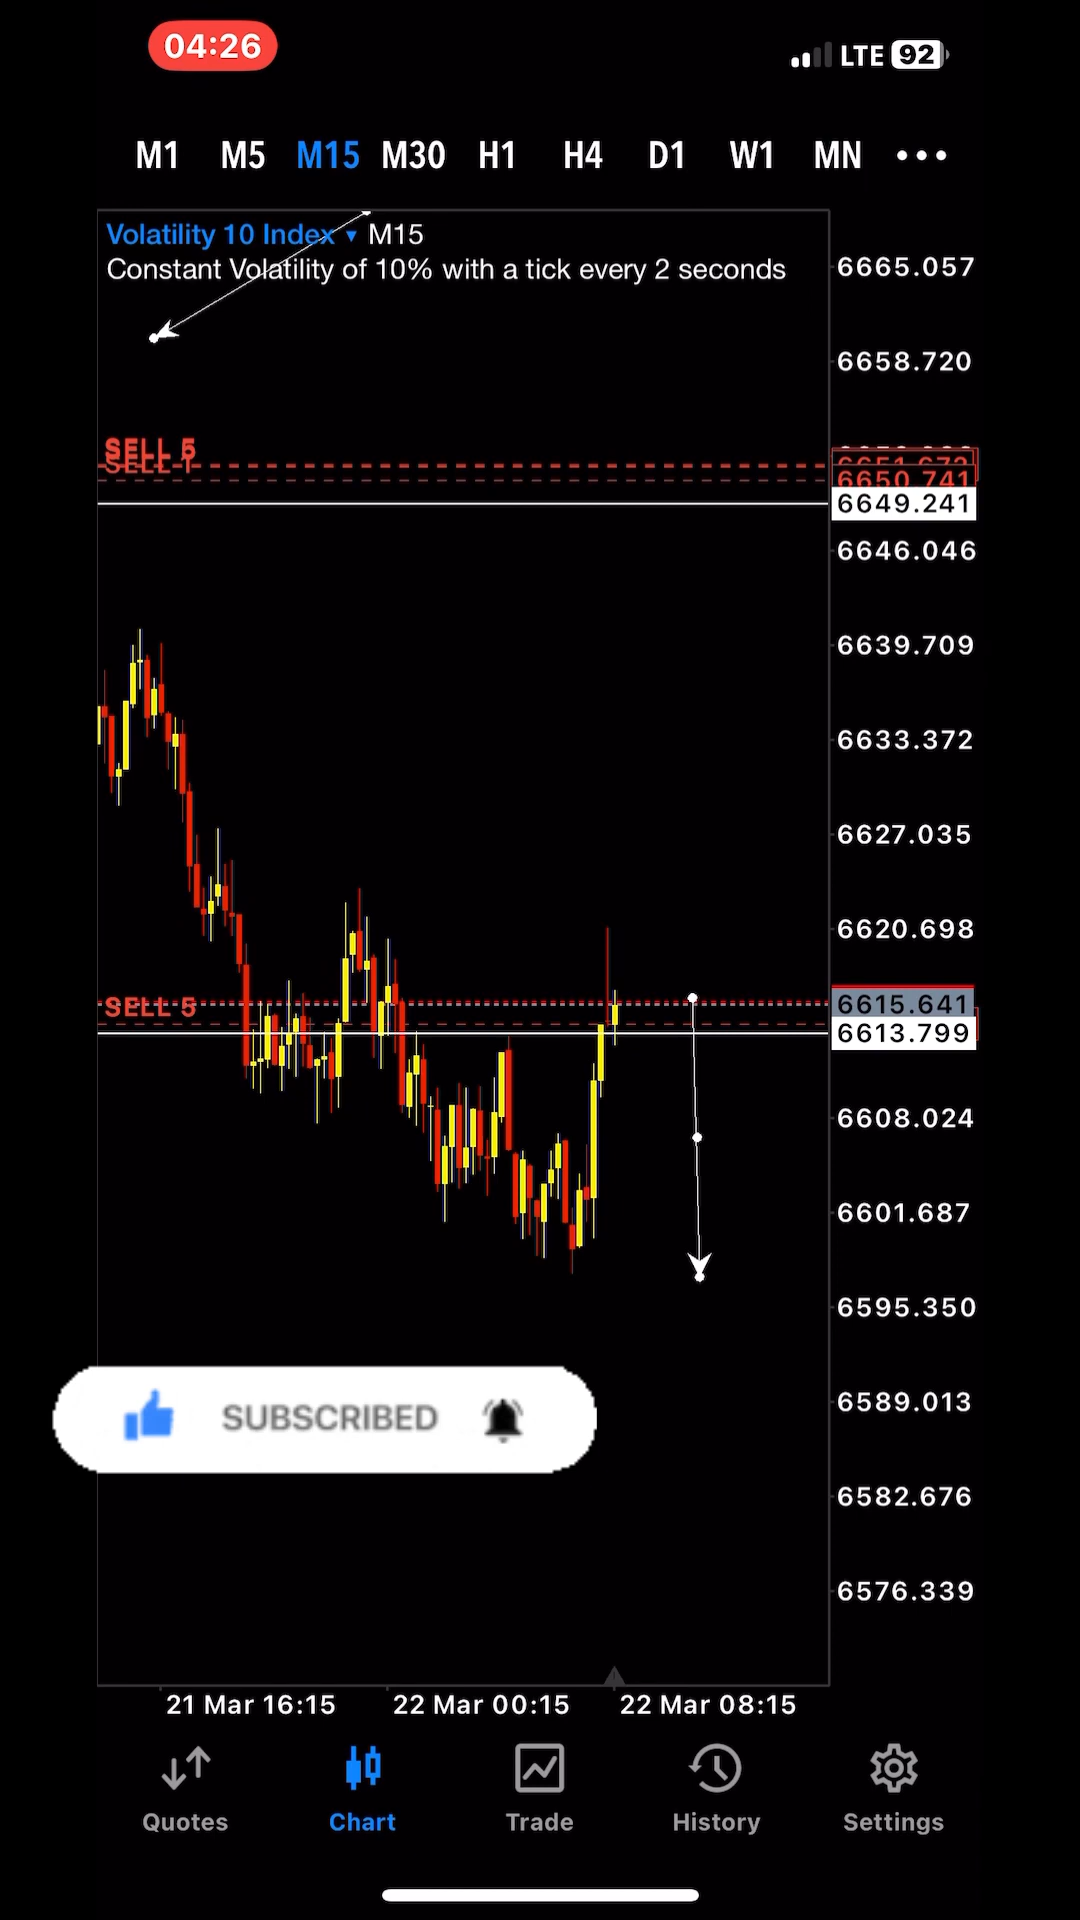 04:26
LTE 92
M1 M5 M15 M30 H1 H4 D1 W1 MN
Volatility 10 Index ▾ M15
Constant Volatility of 10% with a tick every 2 seconds
6665.057
6658.720
SELL 5
SELL 1
6651.673
6650.741
6649.241
6646.046
6639.709
6633.372
6627.035
6620.698
SELL 5
6615.641
6613.799
6608.024
6601.687
6595.350
SUBSCRIBED
6589.013
6582.676
6576.339
21 Mar 16:15 22 Mar 00:15 22 Mar 08:15
Quotes Chart Trade History Settings